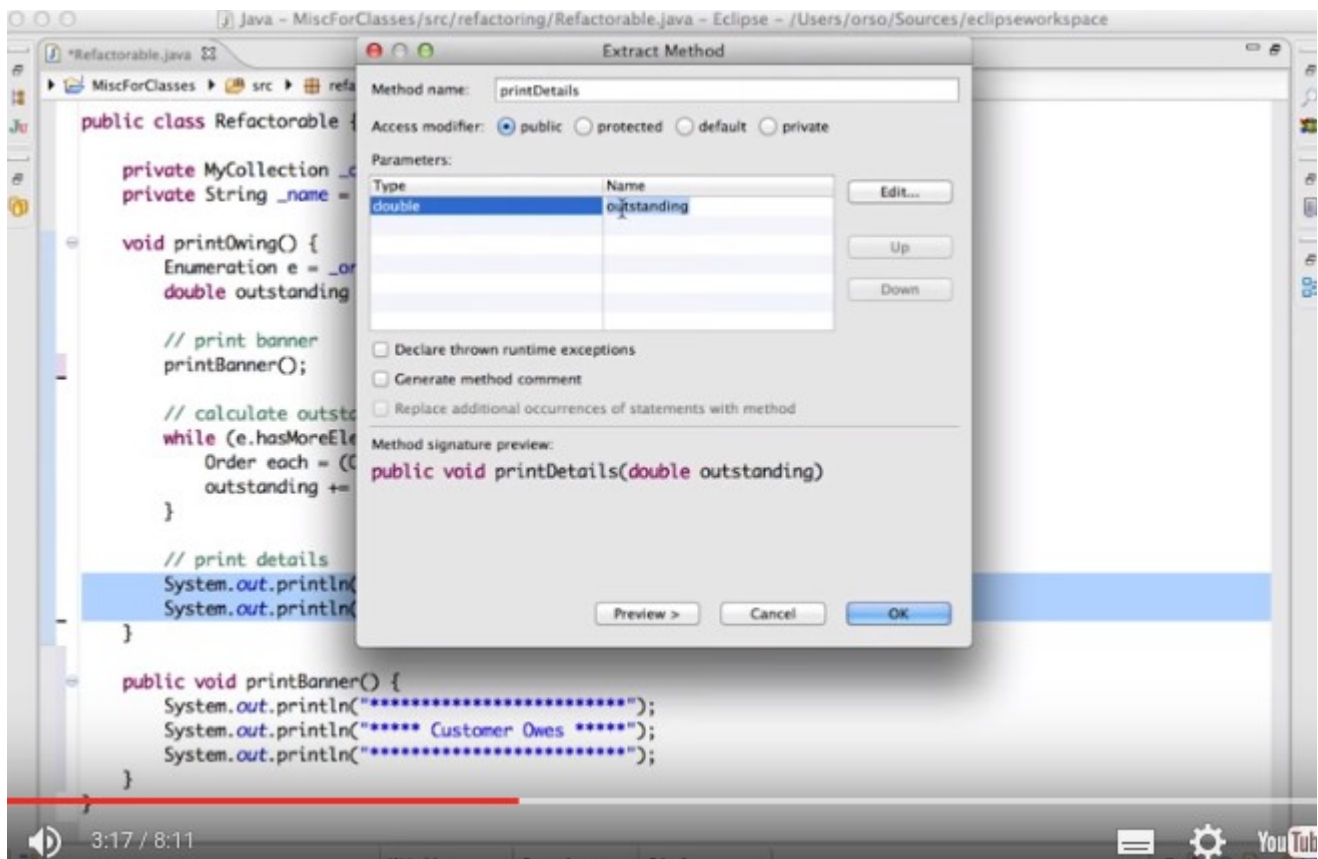 Java - MiscForClasses/src/refactoring/Refactorable.java - Eclipse - /Users/orso/Sources/eclipseworkspace
*Refactorable.java
MiscForClasses src refa
public class Refactorable {
private MyCollection _
private String _name =
void printOwing() {
Enumeration e = _or
double outstanding
// print banner
printBanner();
// calculate outsta
while (e.hasMoreEle
Order each = (
outstanding +=
}
// print details
System.out.println(
System.out.println(
}
public void printBanner() {
System.out.println("*************************");
System.out.println("***** Customer Owes *****");
System.out.println("*************************");
}
}
Extract Method
Method name: printDetails
Access modifier: public protected default private
Parameters:
Type Name
double outstanding
Edit...
Up
Down
Declare thrown runtime exceptions
Generate method comment
Replace additional occurrences of statements with method
Method signature preview:
public void printDetails(double outstanding)
Preview > Cancel OK
3:17 / 8:11
YouTub